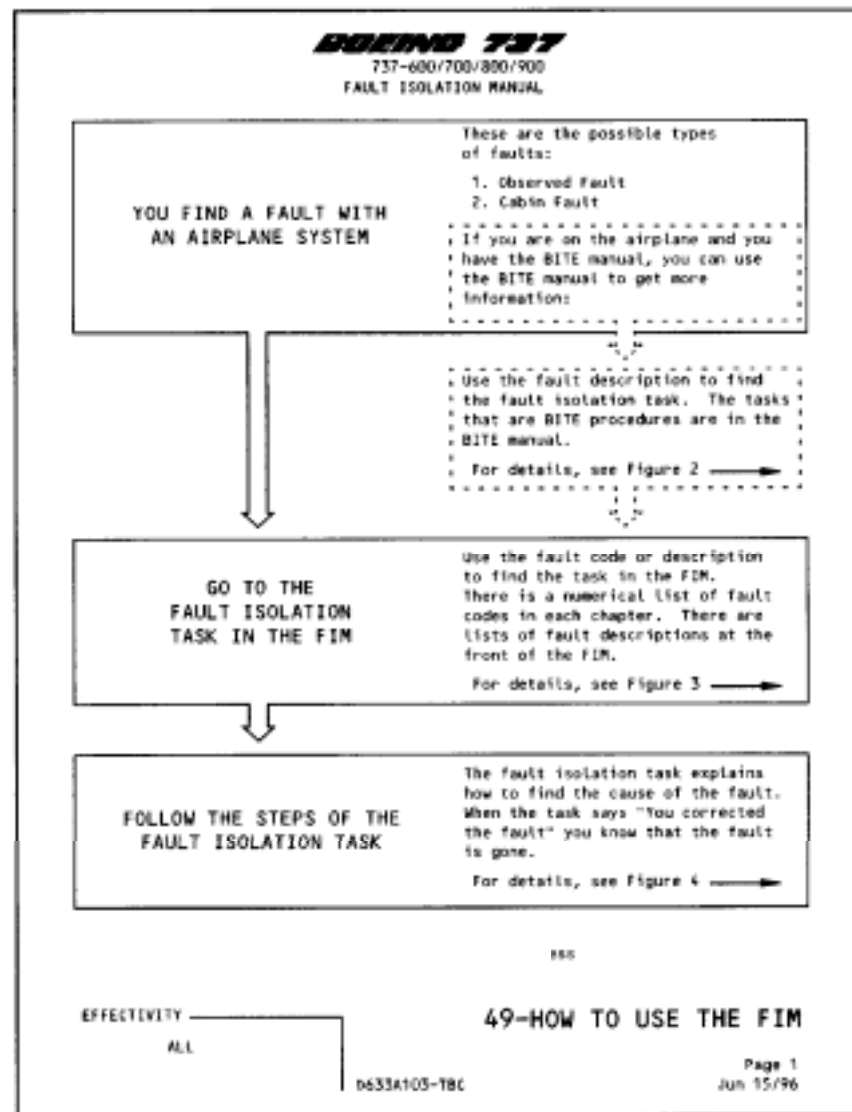 BOEING 737
737-600/700/800/900
FAULT ISOLATION MANUAL
YOU FIND A FAULT WITH
AN AIRPLANE SYSTEM
These are the possible types
of faults:
1. Observed Fault
2. Cabin Fault
If you are on the airplane and you
have the BITE manual, you can use
the BITE manual to get more
information:
Use the fault description to find
the fault isolation task. The tasks
that are BITE procedures are in the
BITE manual.
For details, see Figure 2
GO TO THE
FAULT ISOLATION
TASK IN THE FIM
Use the fault code or description
to find the task in the FIM.
There is a numerical list of fault
codes in each chapter. There are
lists of fault descriptions at the
front of the FIM.
For details, see Figure 3
FOLLOW THE STEPS OF THE
FAULT ISOLATION TASK
The fault isolation task explains
how to find the cause of the fault.
When the task says "You corrected
the fault" you know that the fault
is gone.
For details, see Figure 4
EFFECTIVITY
ALL
49-HOW TO USE THE FIM
D633A103-TBC
Page 1
Jun 15/96